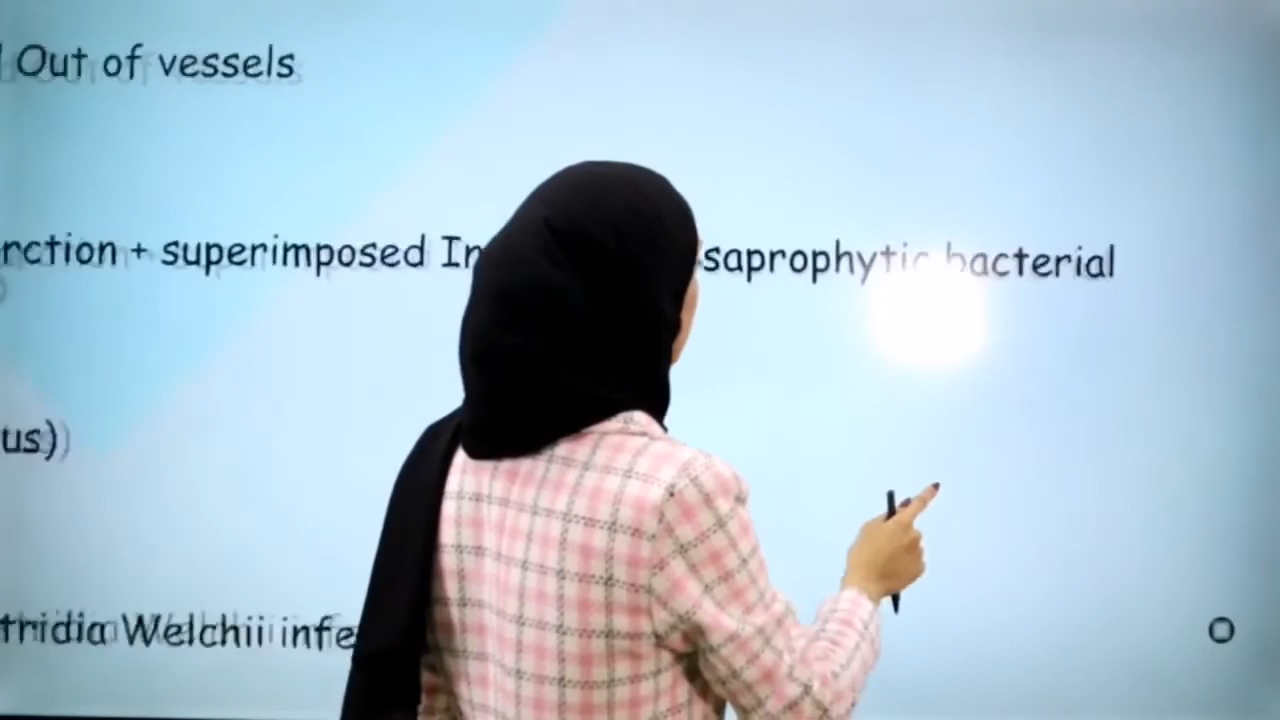 Out of vessels
rction + superimposed In saprophytic bacterial
us))
tridia Welchii infe